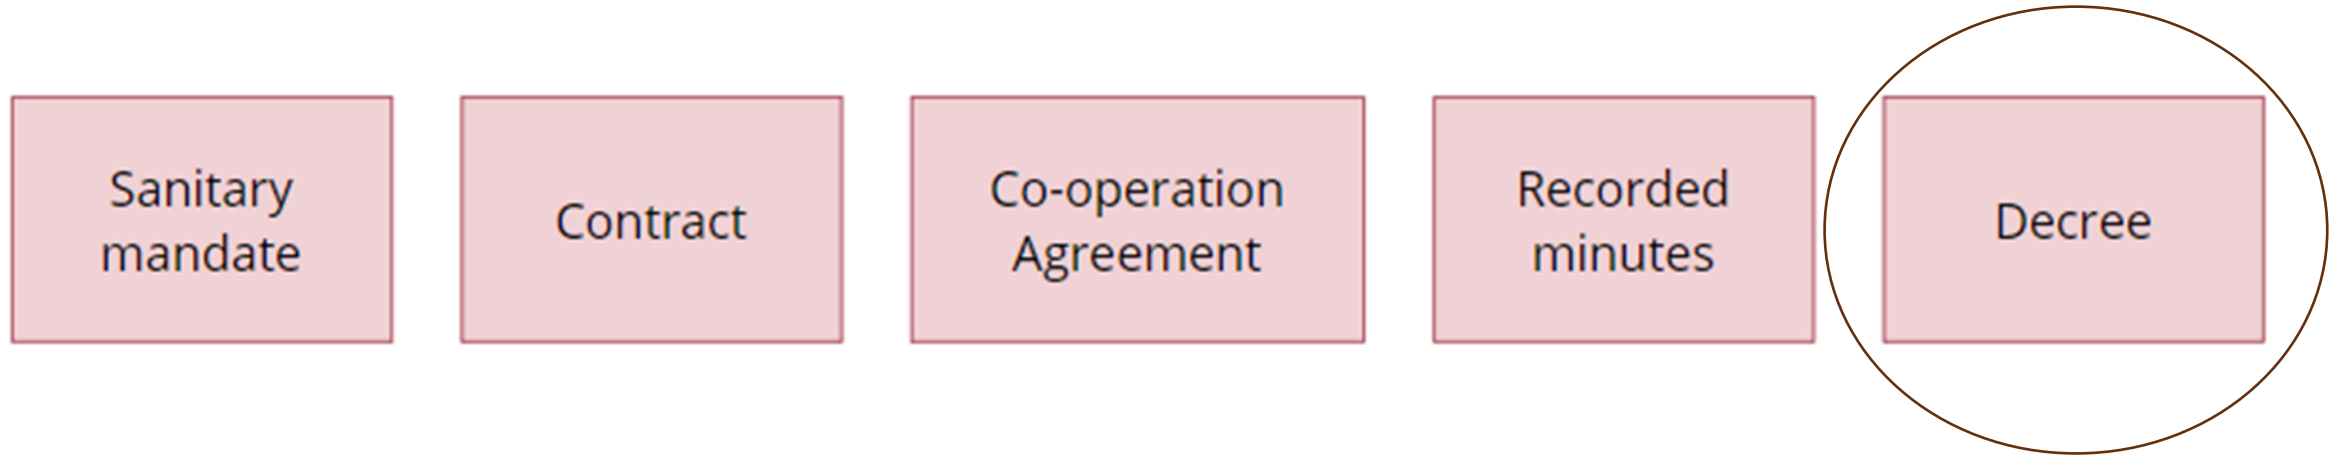 Sanitary
mandate
Contract
Co-operation
Agreement
Recorded
minutes
Decree